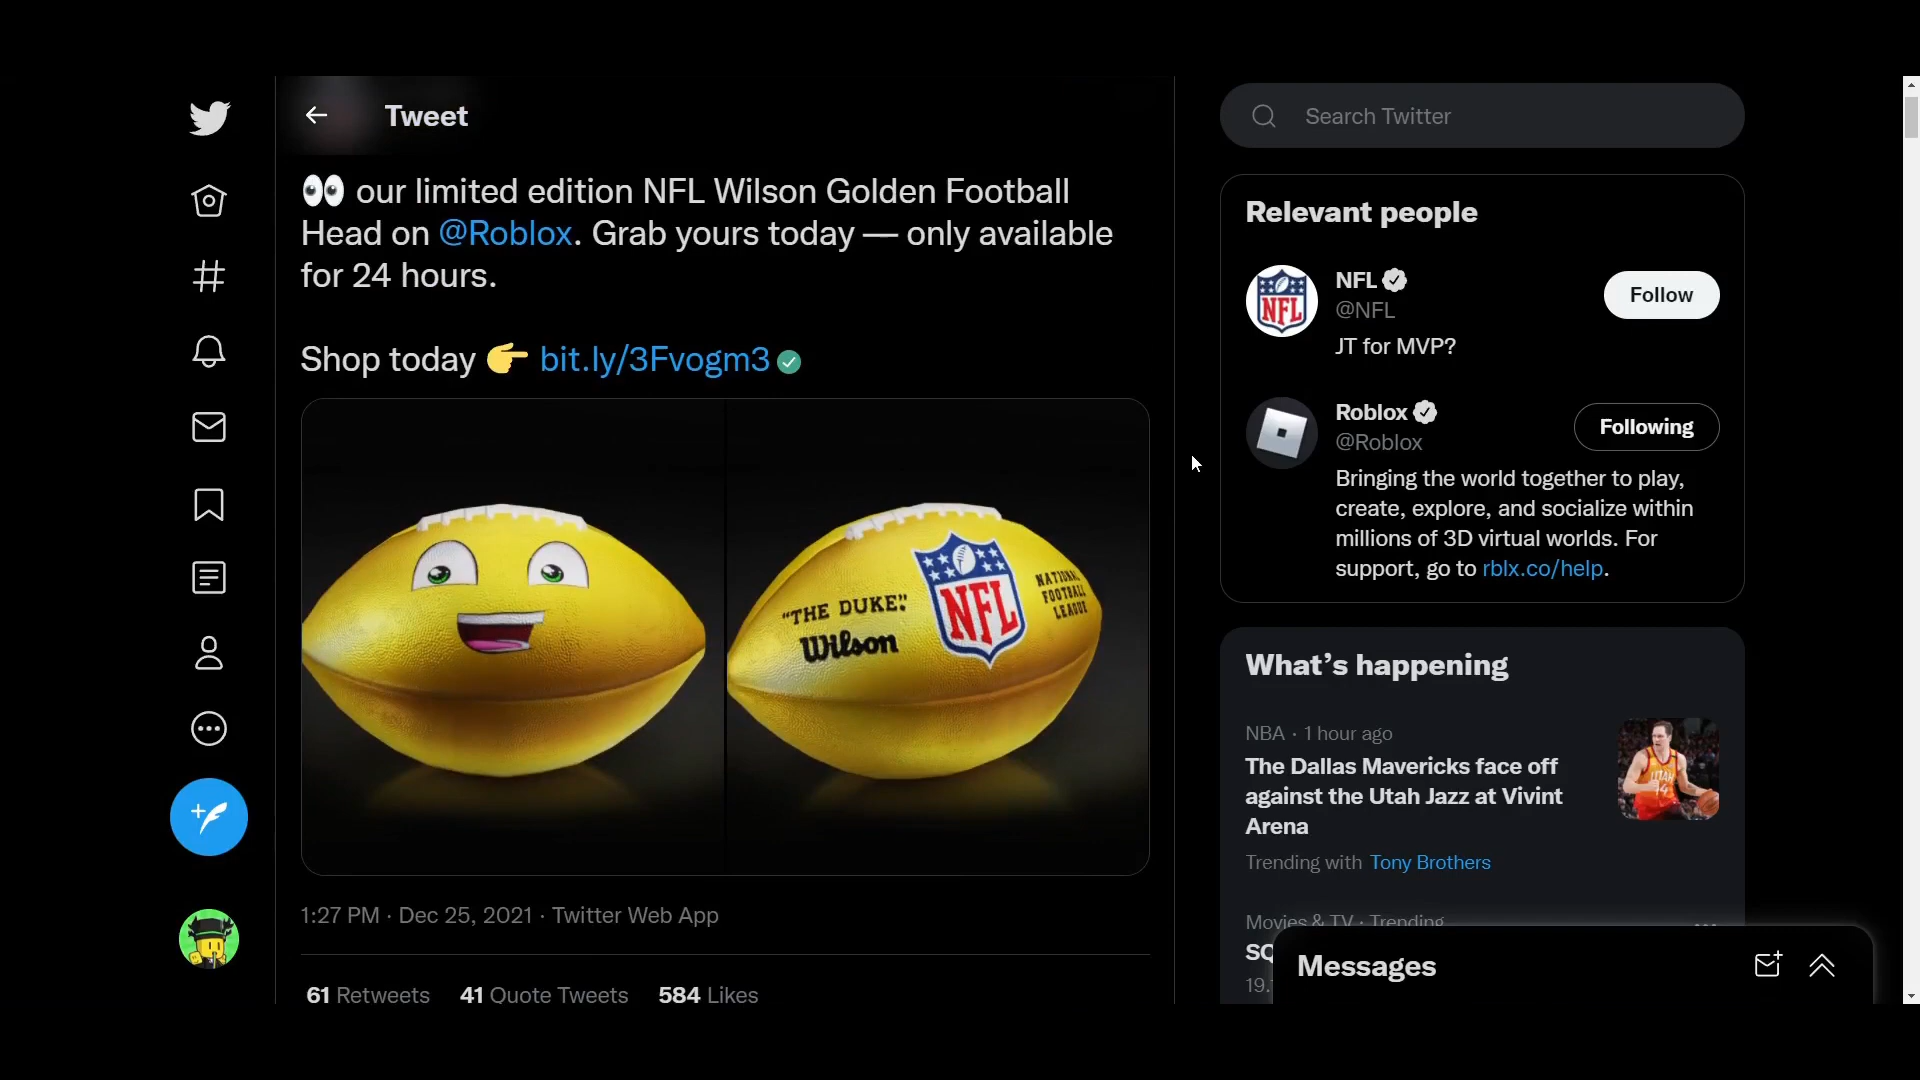 Tweet
👀 our limited edition NFL Wilson Golden Football
Head on @Roblox. Grab yours today — only available
for 24 hours.
Shop today 👉 bit.ly/3Fvogm3
"THE DUKE"
Wilson
NFL
NATIONAL
FOOTBALL
LEAGUE
1:27 PM · Dec 25, 2021 · Twitter Web App
61 Retweets 41 Quote Tweets 584 Likes
Search Twitter
Relevant people
NFL
NFL
@NFL
Follow
JT for MVP?
Roblox
@Roblox
Following
Bringing the world together to play,
create, explore, and socialize within
millions of 3D virtual worlds. For
support, go to rblx.co/help.
What's happening
NBA · 1 hour ago
The Dallas Mavericks face off
against the Utah Jazz at Vivint
Arena
UTAH
Trending with Tony Brothers
Movies & TV · Trending
Messages